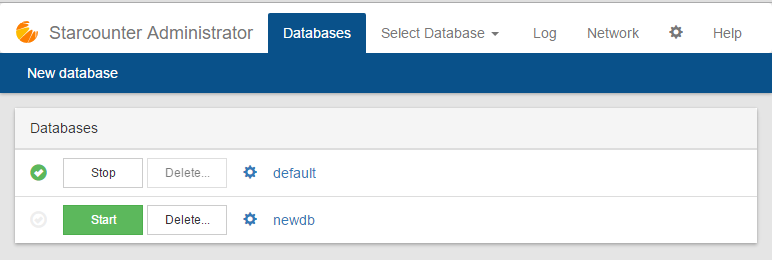 Starcounter Administrator Databases Select Database Log Network Help
New database
Databases
Stop Delete... default
Start Delete... newdb